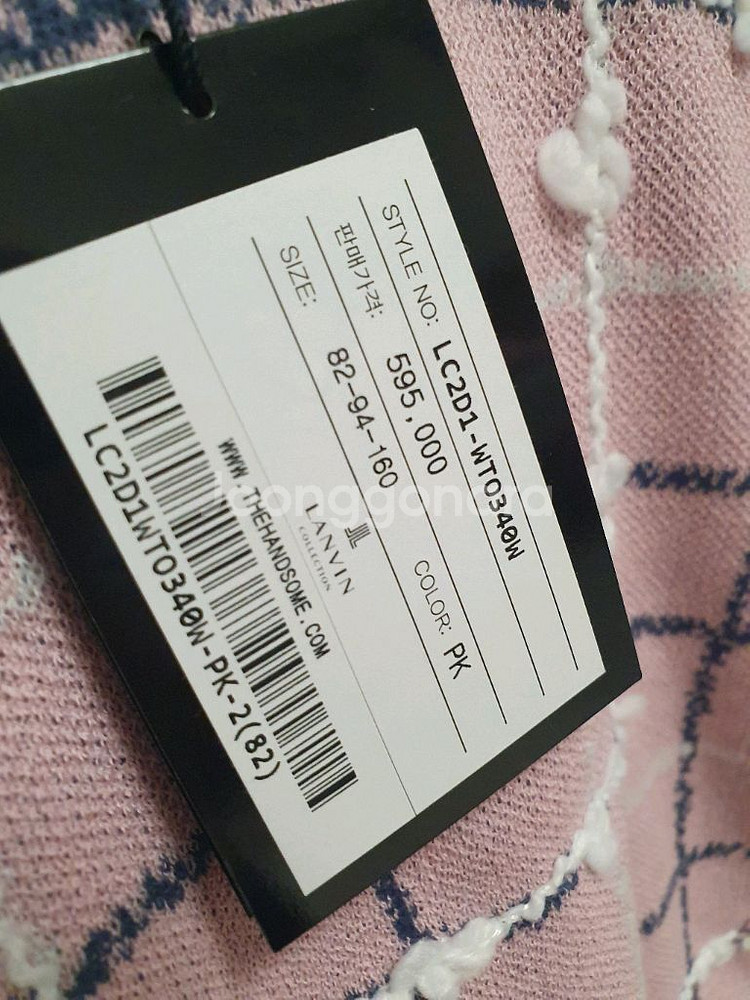 STYLE NO: LC2D1-WTO340W
판매가격: 595,000
SIZE: 82-94-160 COLOR: PK
LANVIN
COLLECTION
WWW.THEHANDSOME.COM
LC2D1WTO340W-PK-2(82)
Joonggonara